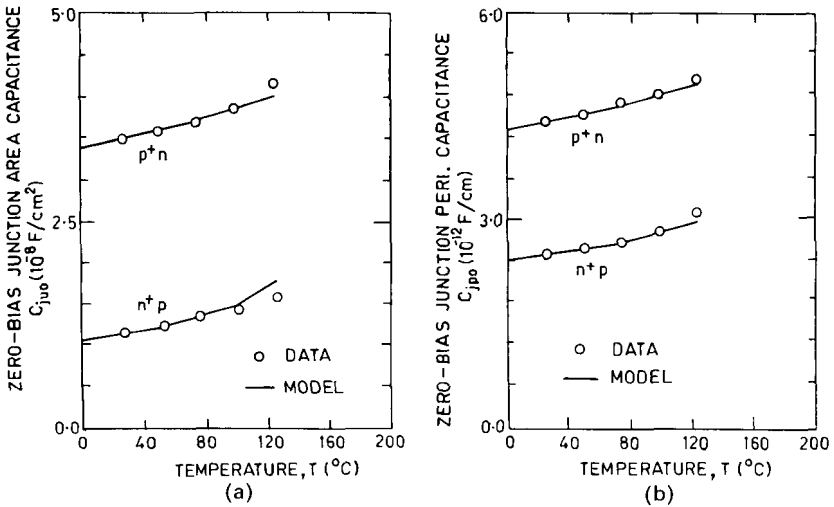 ZERO-BIAS JUNCTION AREA CAPACITANCE
Cjuo (10⁻⁸ F/cm²)
5·0
2·5
0·0
p⁺n
n⁺p
DATA
MODEL
0 40 80 120 160 200
TEMPERATURE, T (°C)
(a)
ZERO-BIAS JUNCTION PERI. CAPACITANCE
Cjpo (10⁻¹² F/cm)
6·0
3·0
0·0
p⁺n
n⁺p
DATA
MODEL
0 40 80 120 160 200
TEMPERATURE, T (°C)
(b)